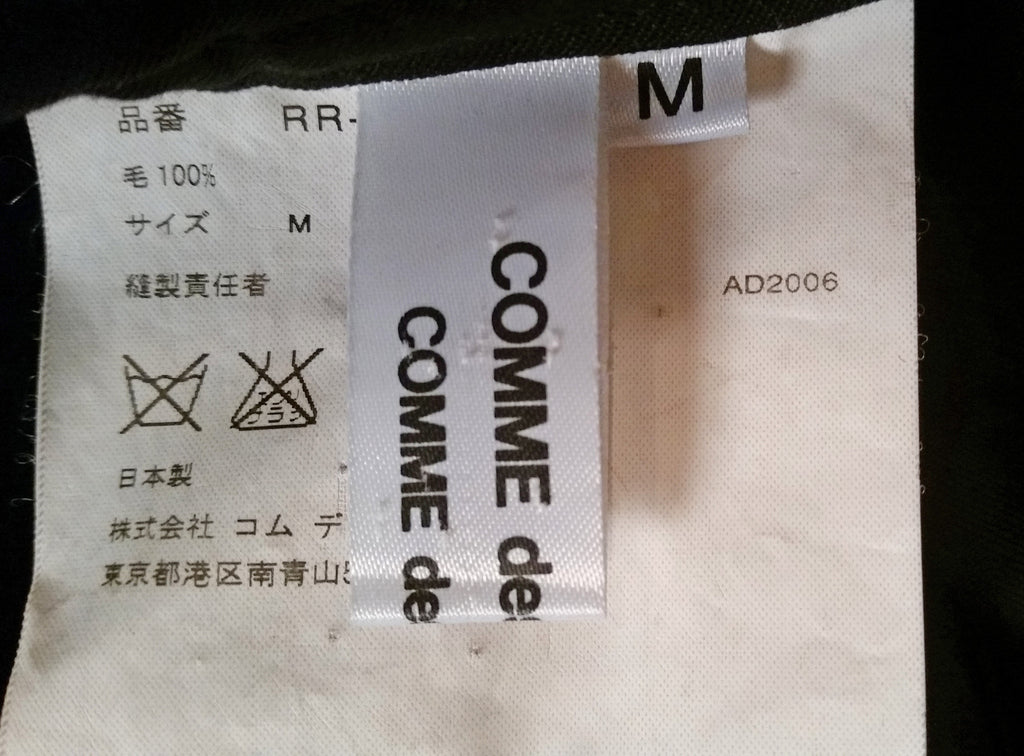 品番 RR-
毛 100%
サイズ M
縫製責任者
日本製
株式会社 コム デ
東京都港区南青山5
COMME de
COMME de
M
AD2006